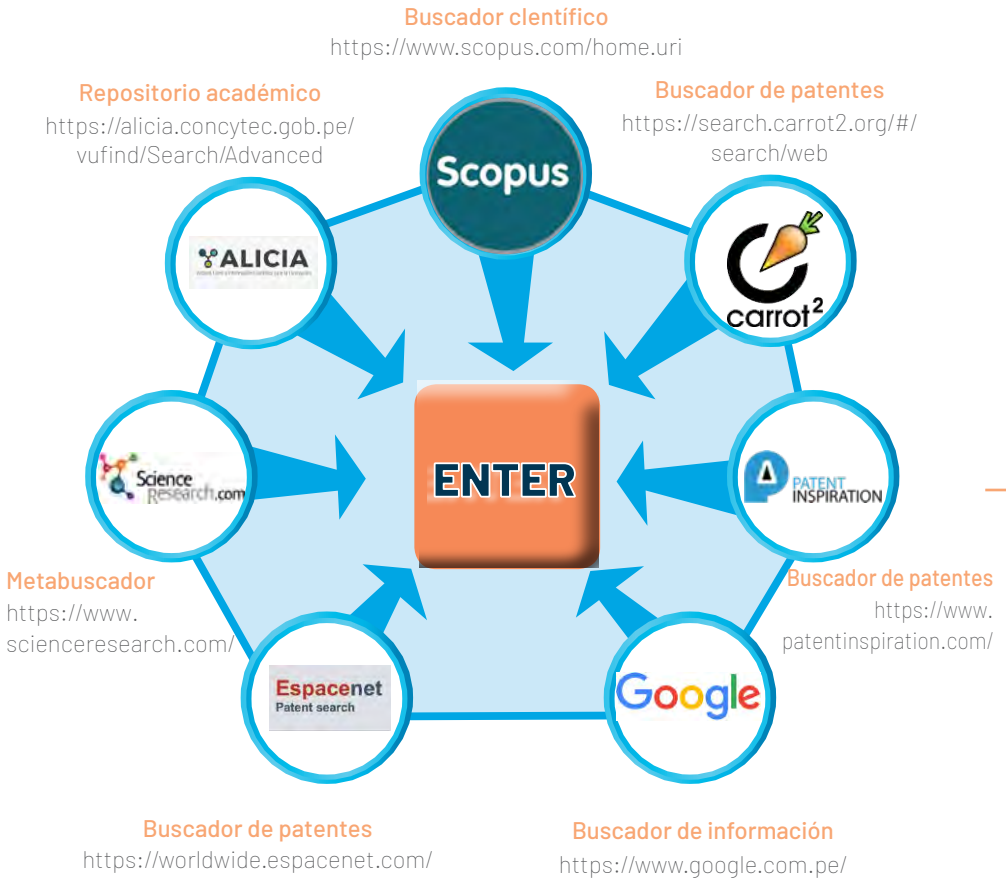 Buscador clentífico
https://www.scopus.com/home.uri
Repositorio académico
https://alicia.concytec.gob.pe/
vufind/Search/Advanced
Buscador de patentes
https://search.carrot2.org/#/
search/web
Scopus
ALICIA
carrot²
Science
Research.com
ENTER
PATENT
INSPIRATION
Metabuscador
https://www.
scienceresearch.com/
Buscador de patentes
https://www.
patentinspiration.com/
Espacenet
Patent search
Google
Buscador de patentes
https://worldwide.espacenet.com/
Buscador de información
https://www.google.com.pe/